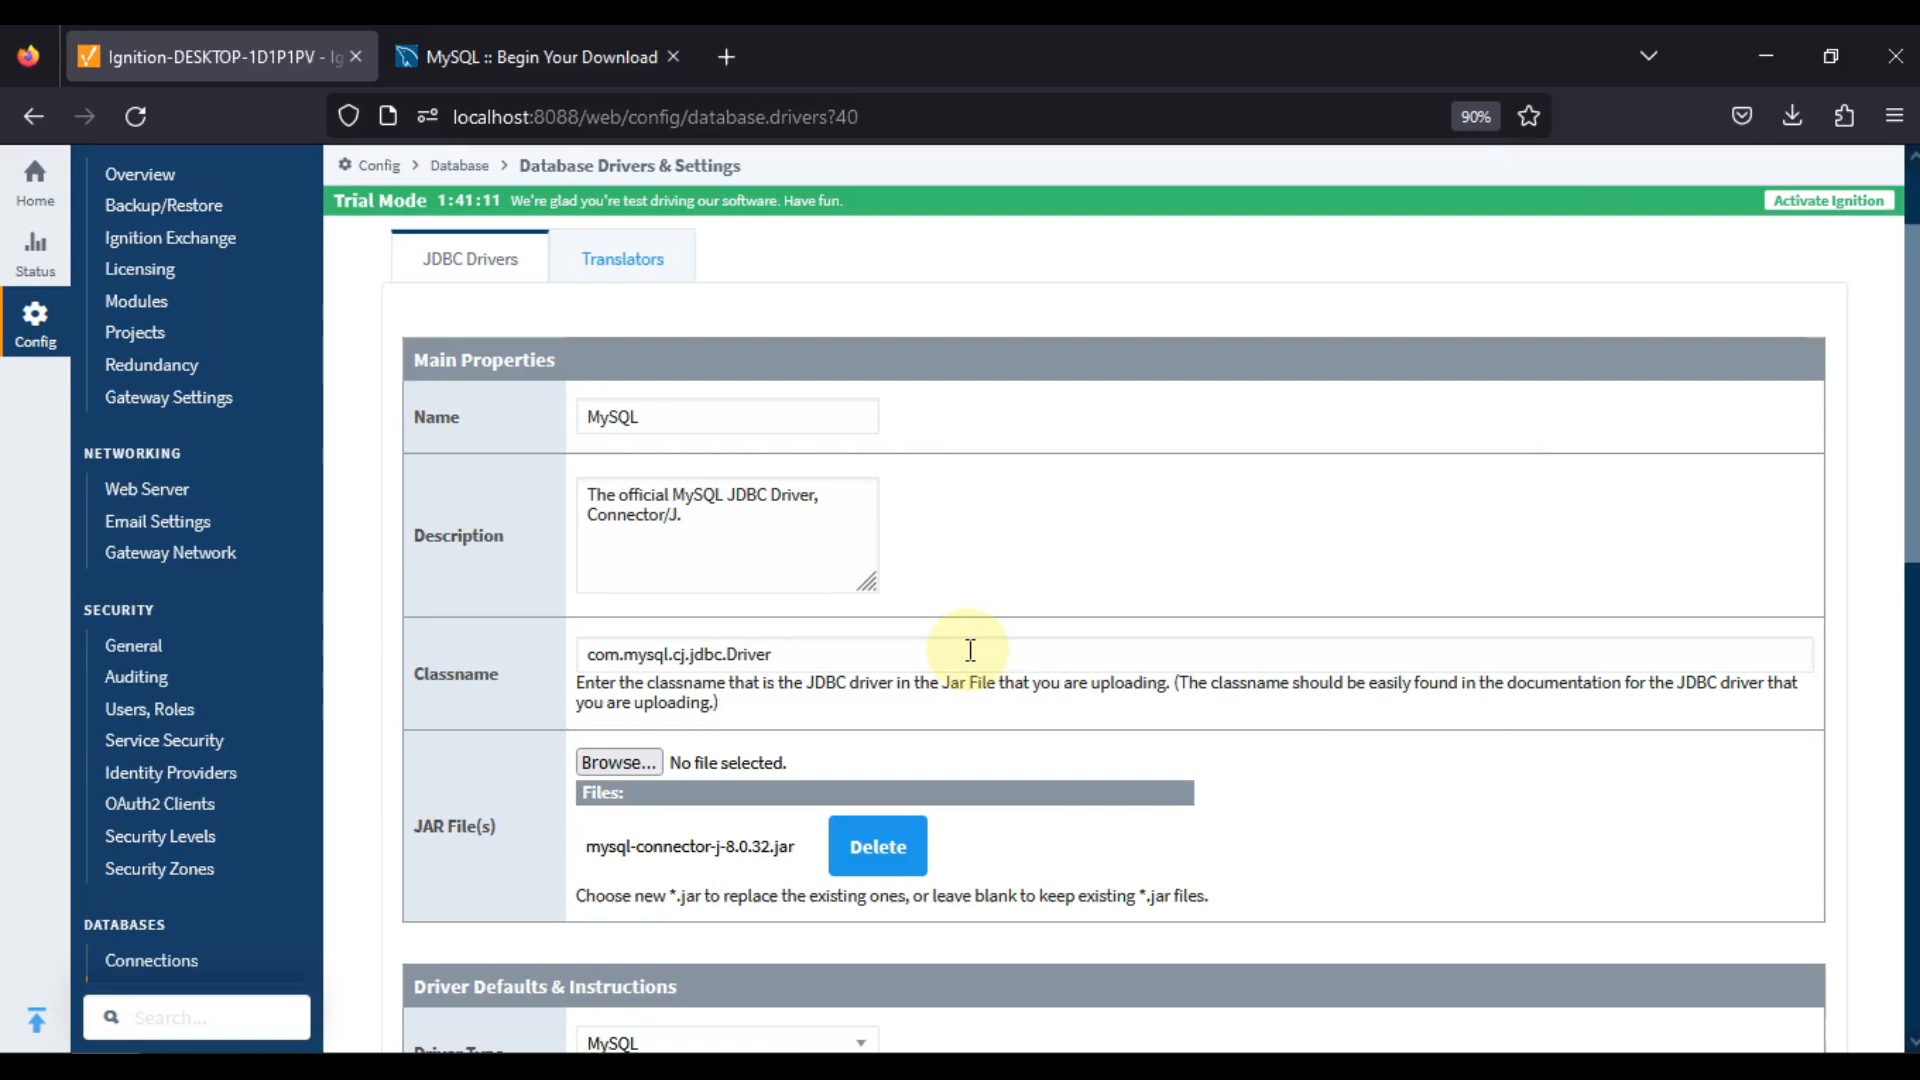 Ignition-DESKTOP-1D1P1PV - Ig
MySQL :: Begin Your Download
localhost:8088/web/config/database.drivers?40
90%
Home
Status
Config
Overview
Backup/Restore
Ignition Exchange
Licensing
Modules
Projects
Redundancy
Gateway Settings
NETWORKING
Web Server
Email Settings
Gateway Network
SECURITY
General
Auditing
Users, Roles
Service Security
Identity Providers
OAuth2 Clients
Security Levels
Security Zones
DATABASES
Connections
Search...
Config > Database > Database Drivers & Settings
Trial Mode 1:41:11 We're glad you're test driving our software. Have fun.
Activate Ignition
JDBC Drivers
Translators
Main Properties
Name
MySQL
Description
The official MySQL JDBC Driver,
Connector/J.
Classname
com.mysql.cj.jdbc.Driver
Enter the classname that is the JDBC driver in the Jar File that you are uploading. (The classname should be easily found in the documentation for the JDBC driver that
you are uploading.)
JAR File(s)
Browse... No file selected.
Files:
mysql-connector-j-8.0.32.jar
Delete
Choose new *.jar to replace the existing ones, or leave blank to keep existing *.jar files.
Driver Defaults & Instructions
Driver Type
MySQL